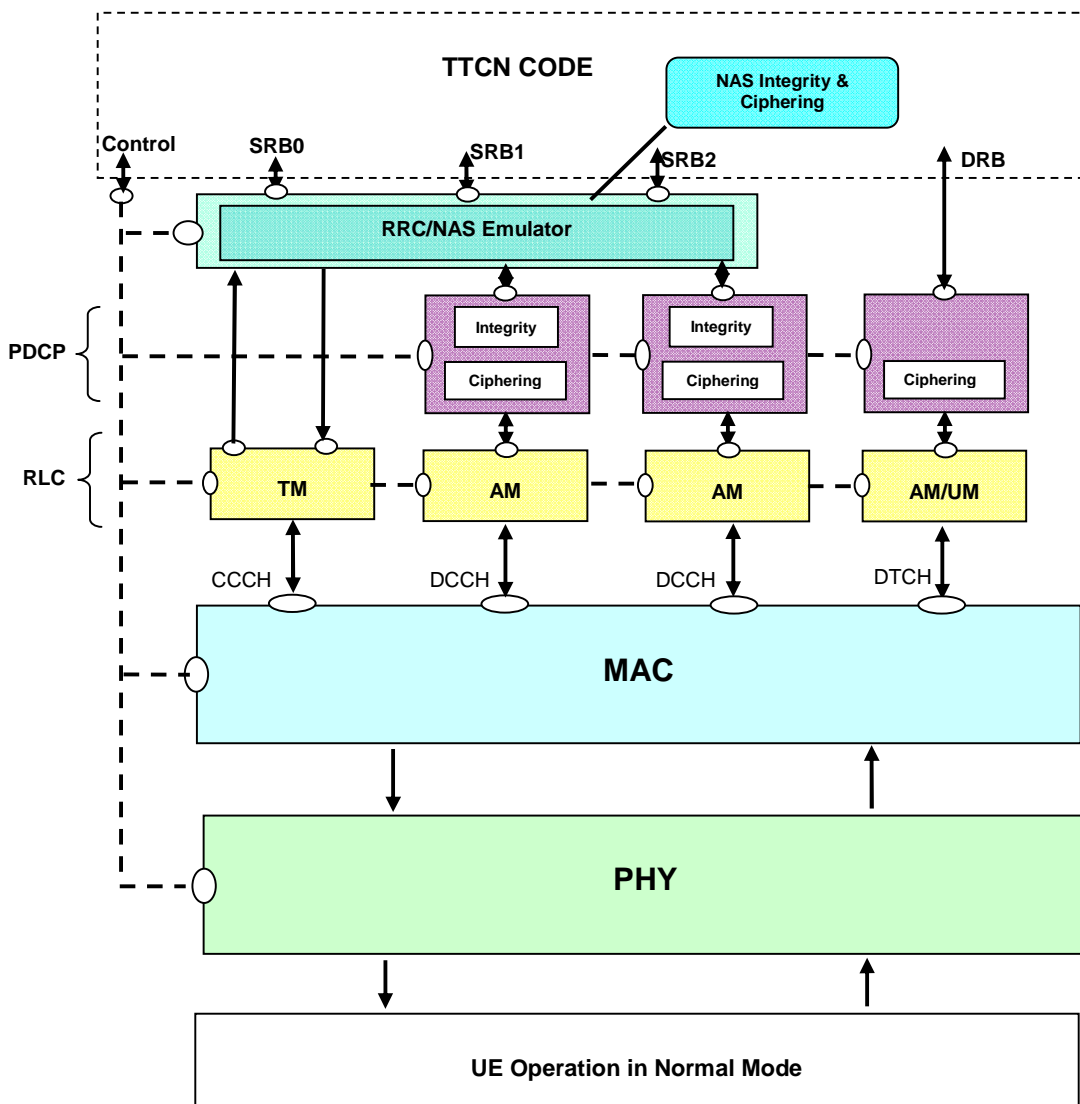 TTCN CODE
NAS Integrity &
Ciphering
Control
SRB0
SRB1
SRB2
DRB
RRC/NAS Emulator
PDCP
Integrity
Integrity
Ciphering
Ciphering
Ciphering
RLC
TM
AM
AM
AM/UM
CCCH
DCCH
DCCH
DTCH
MAC
PHY
UE Operation in Normal Mode